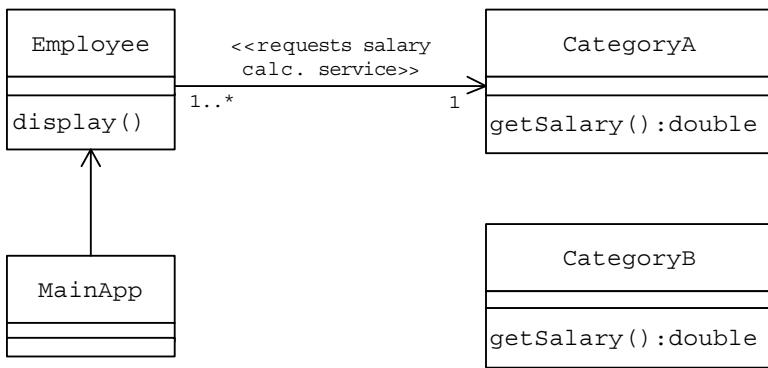 Employee
display()
<<requests salary
calc. service>>
1..*
1
CategoryA
getSalary():double
MainApp
CategoryB
getSalary():double